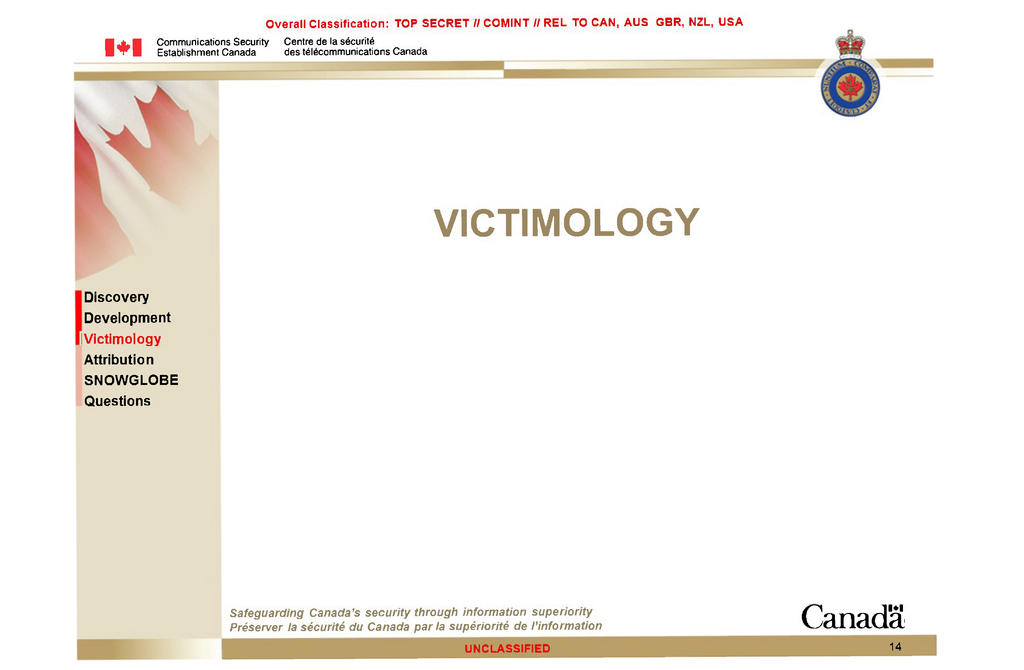 Overall Classification: TOP SECRET // COMINT // REL TO CAN, AUS GBR, NZL, USA
Communications Security
Establishment Canada
Centre de la sécurité
des télécommunications Canada
VICTIMOLOGY
Discovery
Development
Victimology
Attribution
SNOWGLOBE
Questions
Safeguarding Canada's security through information superiority
Préserver la sécurité du Canada par la supériorité de l'information
Canada
UNCLASSIFIED
14